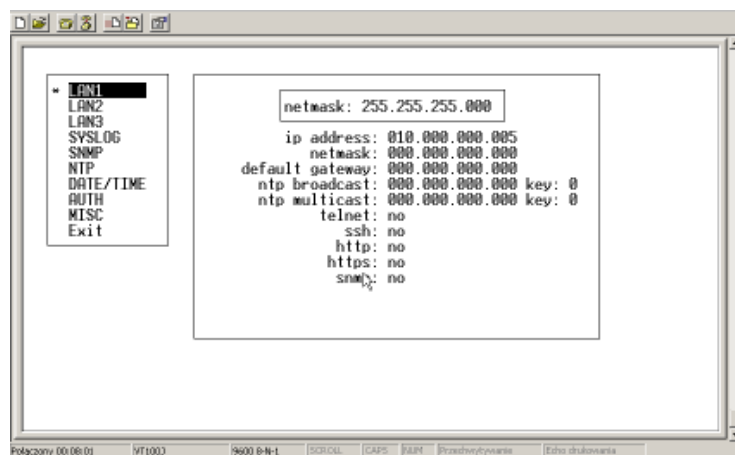 * LAN1
LAN2
LAN3
SYSLOG
SNMP
NTP
DATE/TIME
AUTH
MISC
Exit
netmask: 255.255.255.000
ip address: 010.000.000.005
netmask: 000.000.000.000
default gateway: 000.000.000.000
ntp broadcast: 000.000.000.000 key: 0
ntp multicast: 000.000.000.000 key: 0
telnet: no
ssh: no
http: no
https: no
snmp: no
Połączony 00:08:01 VT100J 9600 8-N-1 SCROLL CAPS NUM Przechwytywanie Echo drukowania